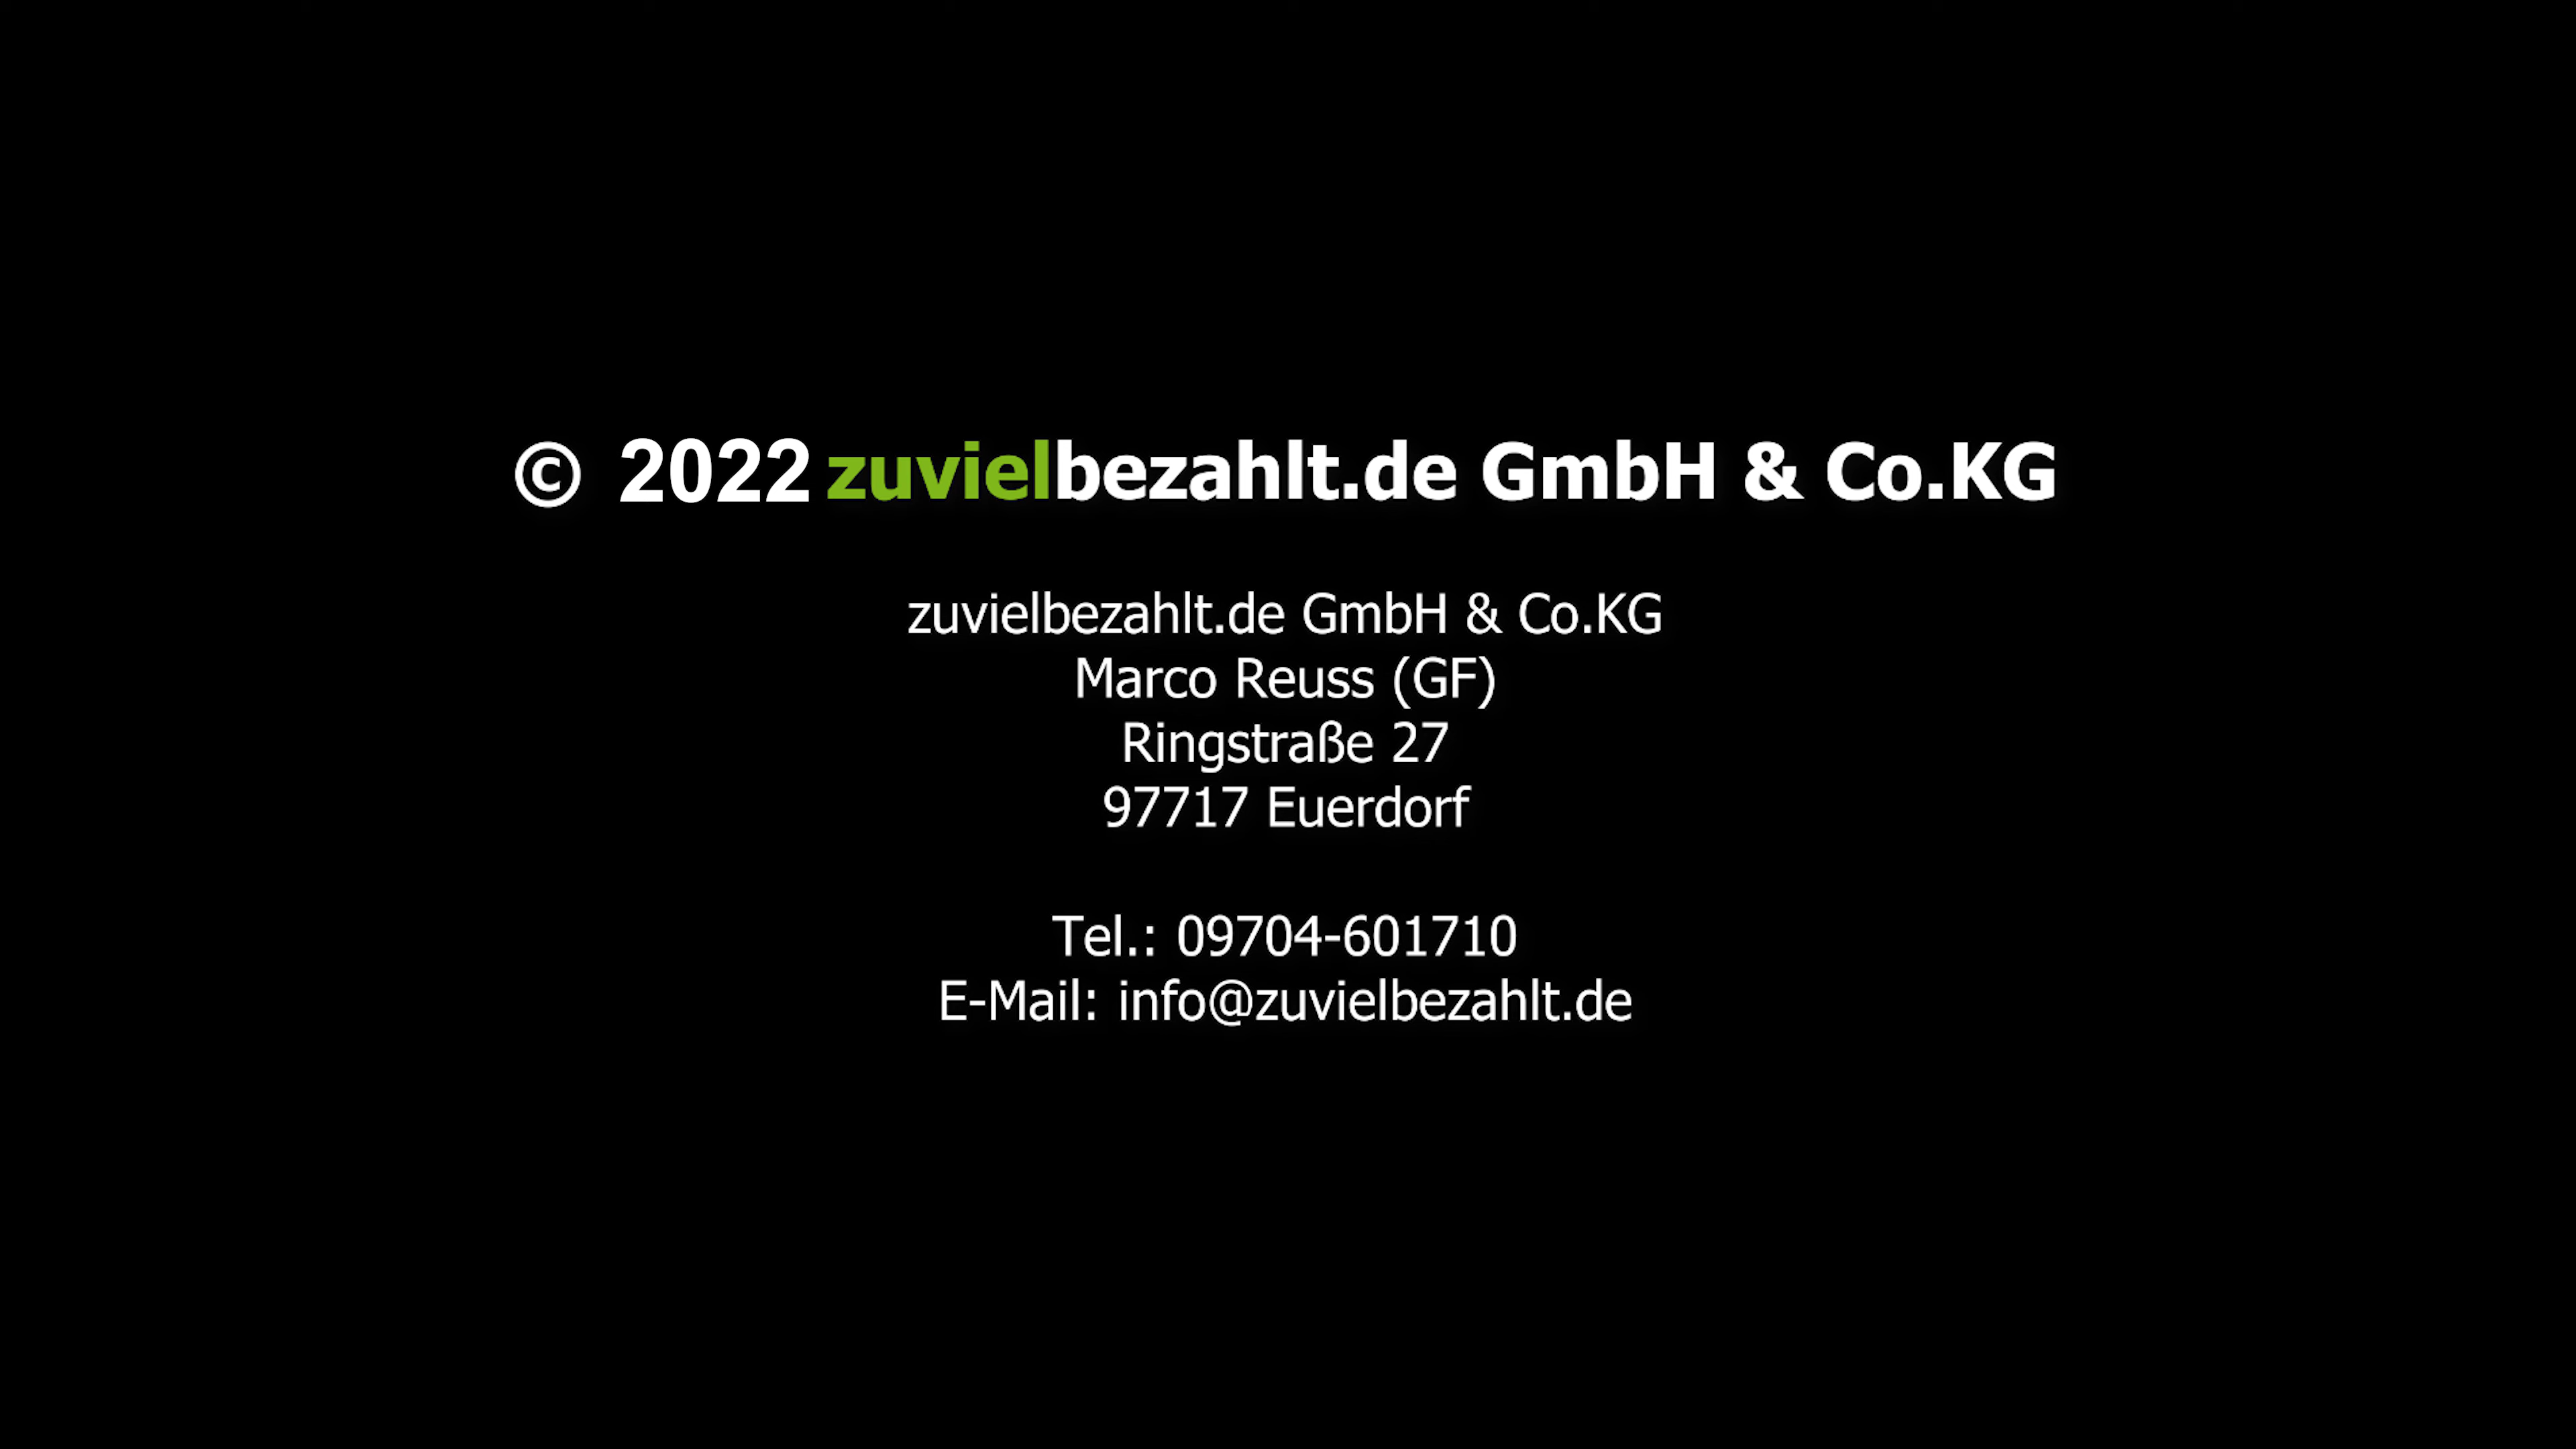 © 2022 zuvielbezahlt.de GmbH & Co.KG
zuvielbezahlt.de GmbH & Co.KG
Marco Reuss (GF)
Ringstraße 27
97717 Euerdorf
Tel.: 09704-601710
E-Mail: info@zuvielbezahlt.de